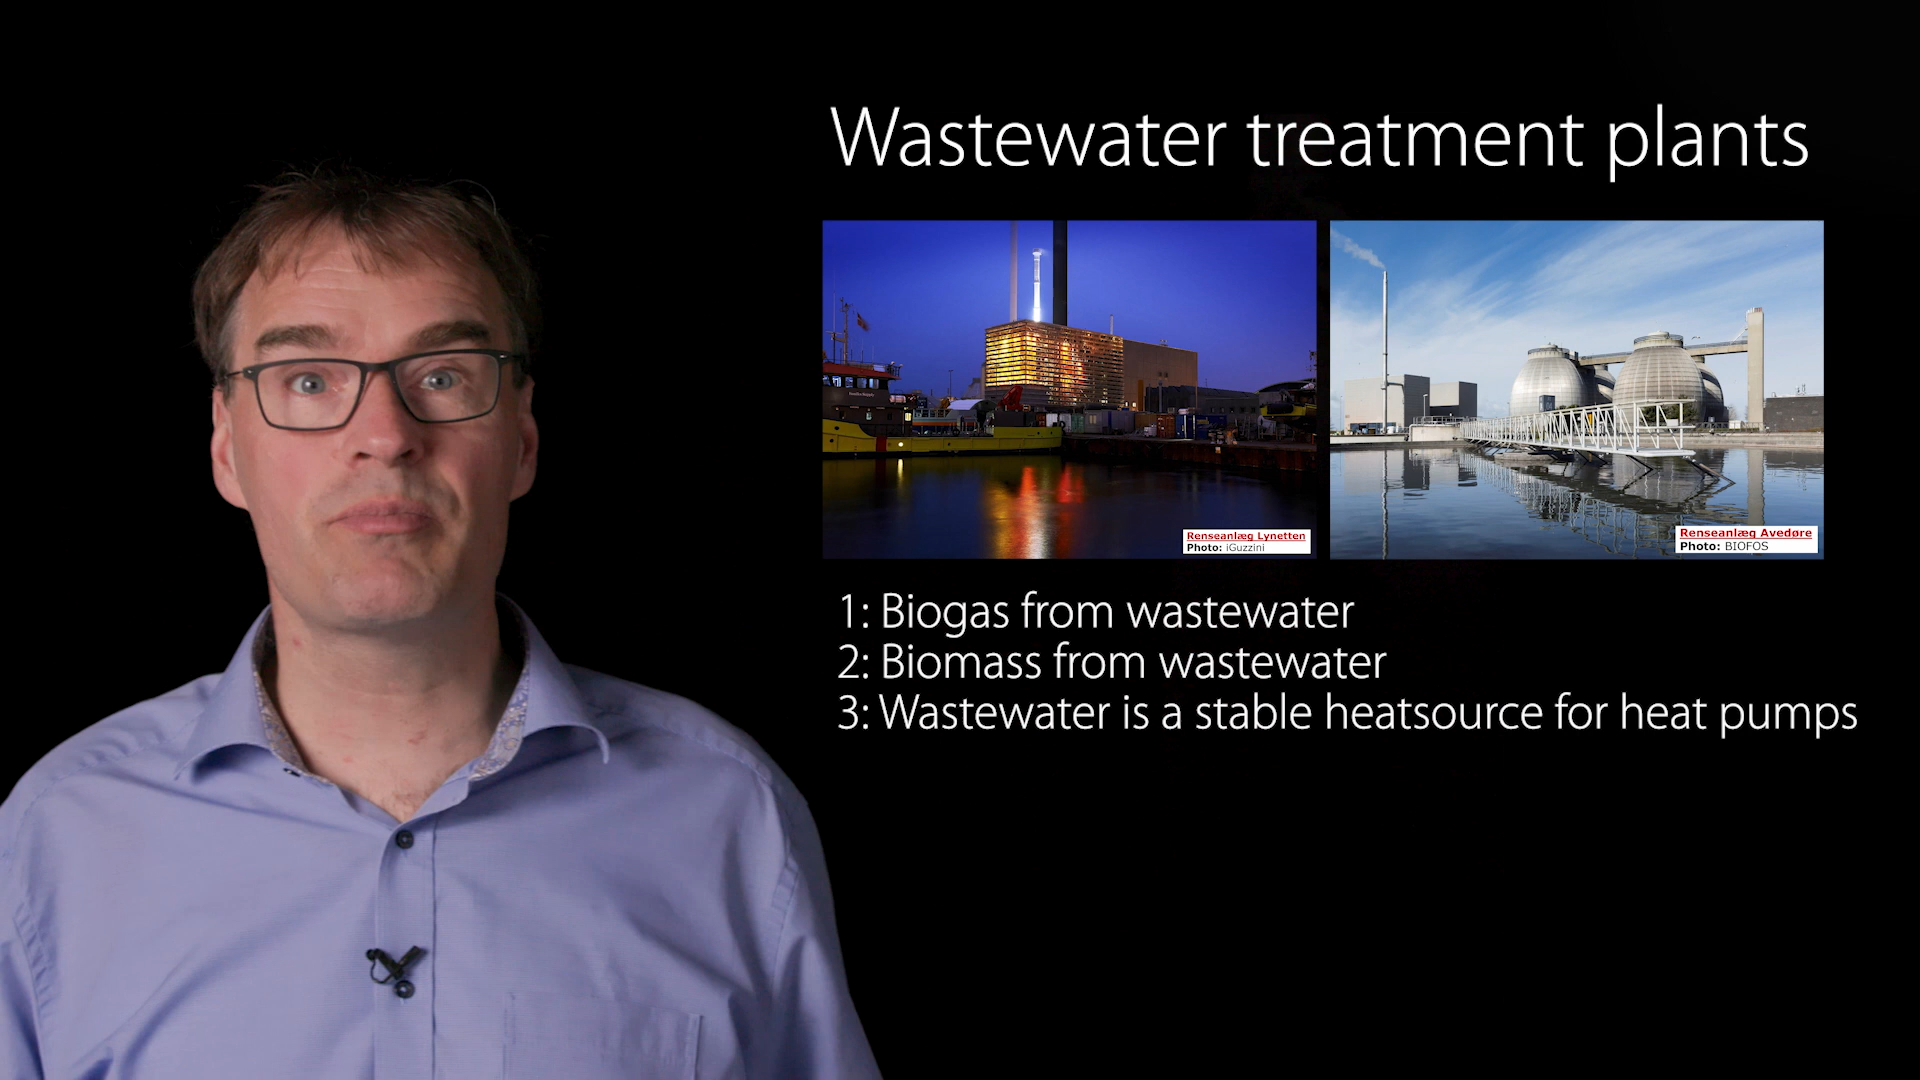 Wastewater treatment plants
Renseanlæg Lynetten
Photo: iGuzzini
Renseanlæg Avedøre
Photo: BIOFOS
1: Biogas from wastewater
2: Biomass from wastewater
3: Wastewater is a stable heatsource for heat pumps